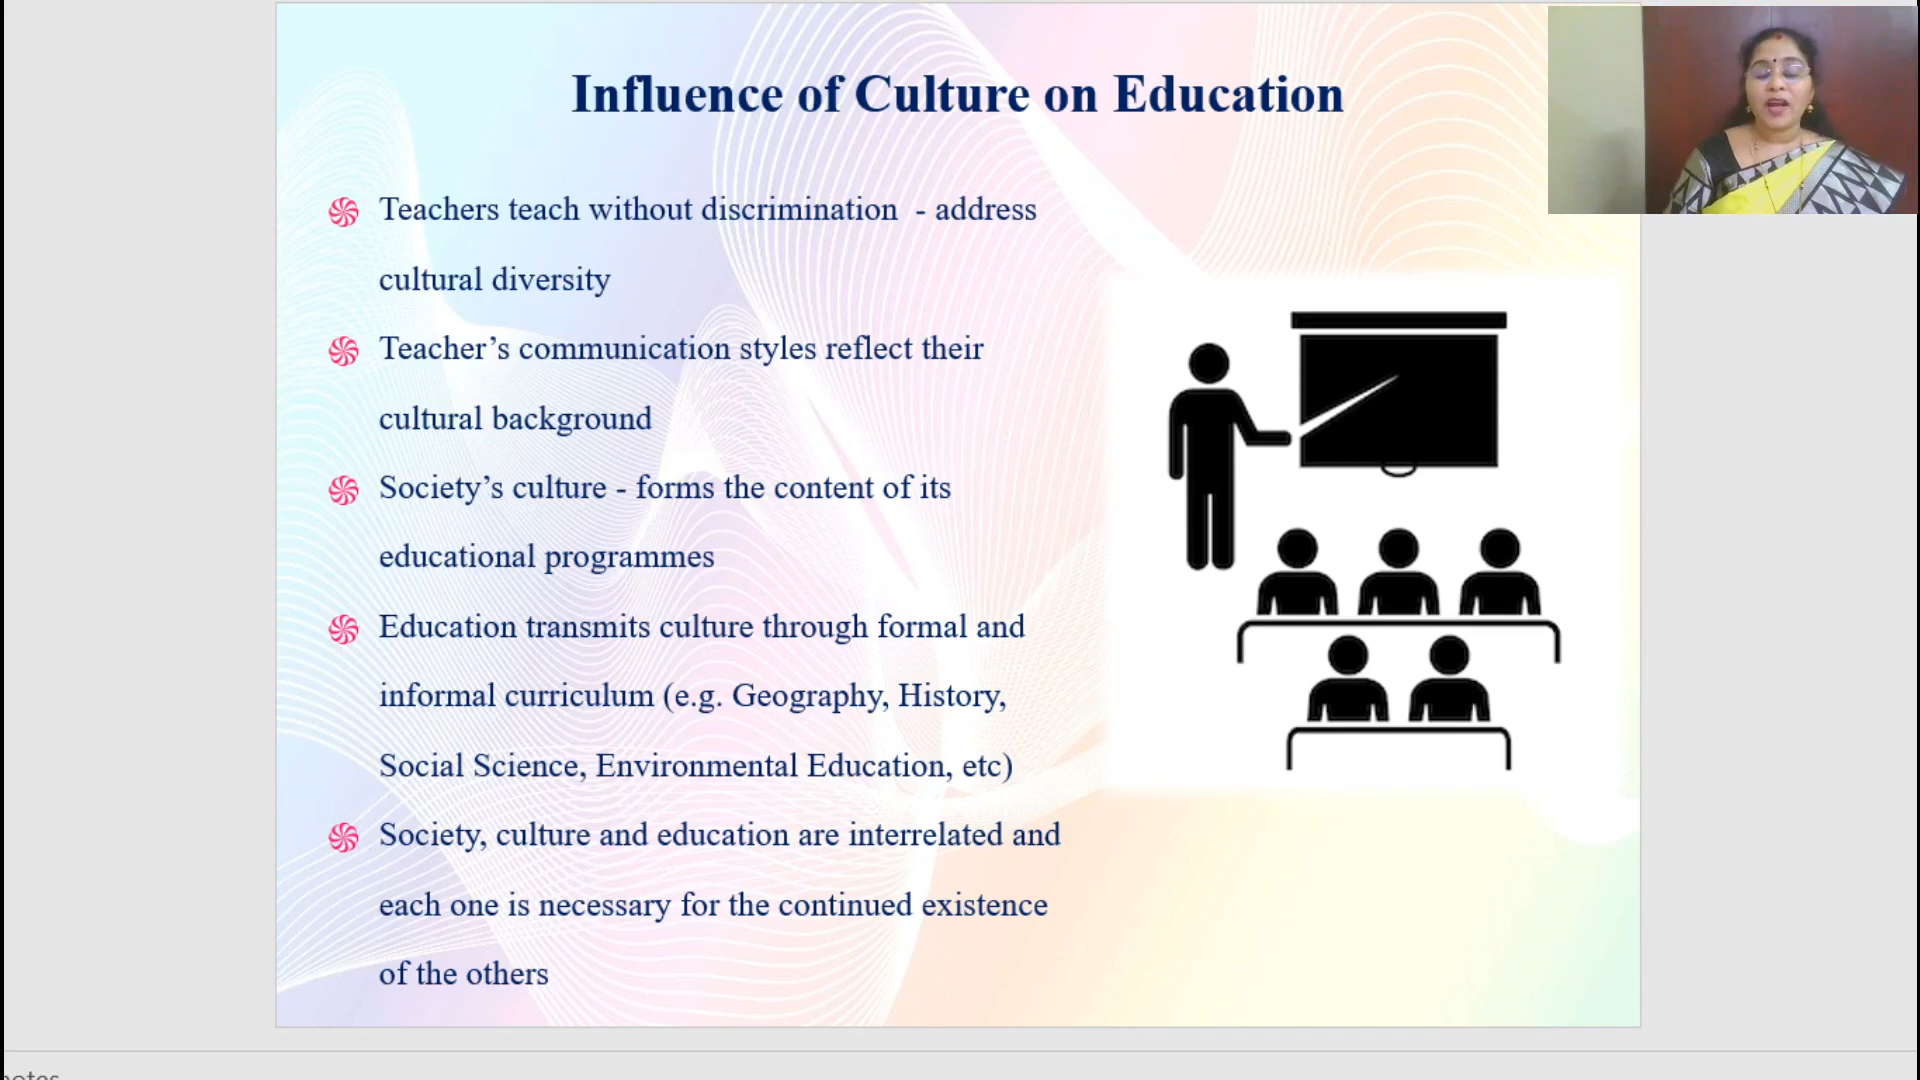 Influence of Culture on Education
Teachers teach without discrimination - address
cultural diversity
Teacher’s communication styles reflect their
cultural background
Society’s culture - forms the content of its
educational programmes
Education transmits culture through formal and
informal curriculum (e.g. Geography, History,
Social Science, Environmental Education, etc)
Society, culture and education are interrelated and
each one is necessary for the continued existence
of the others